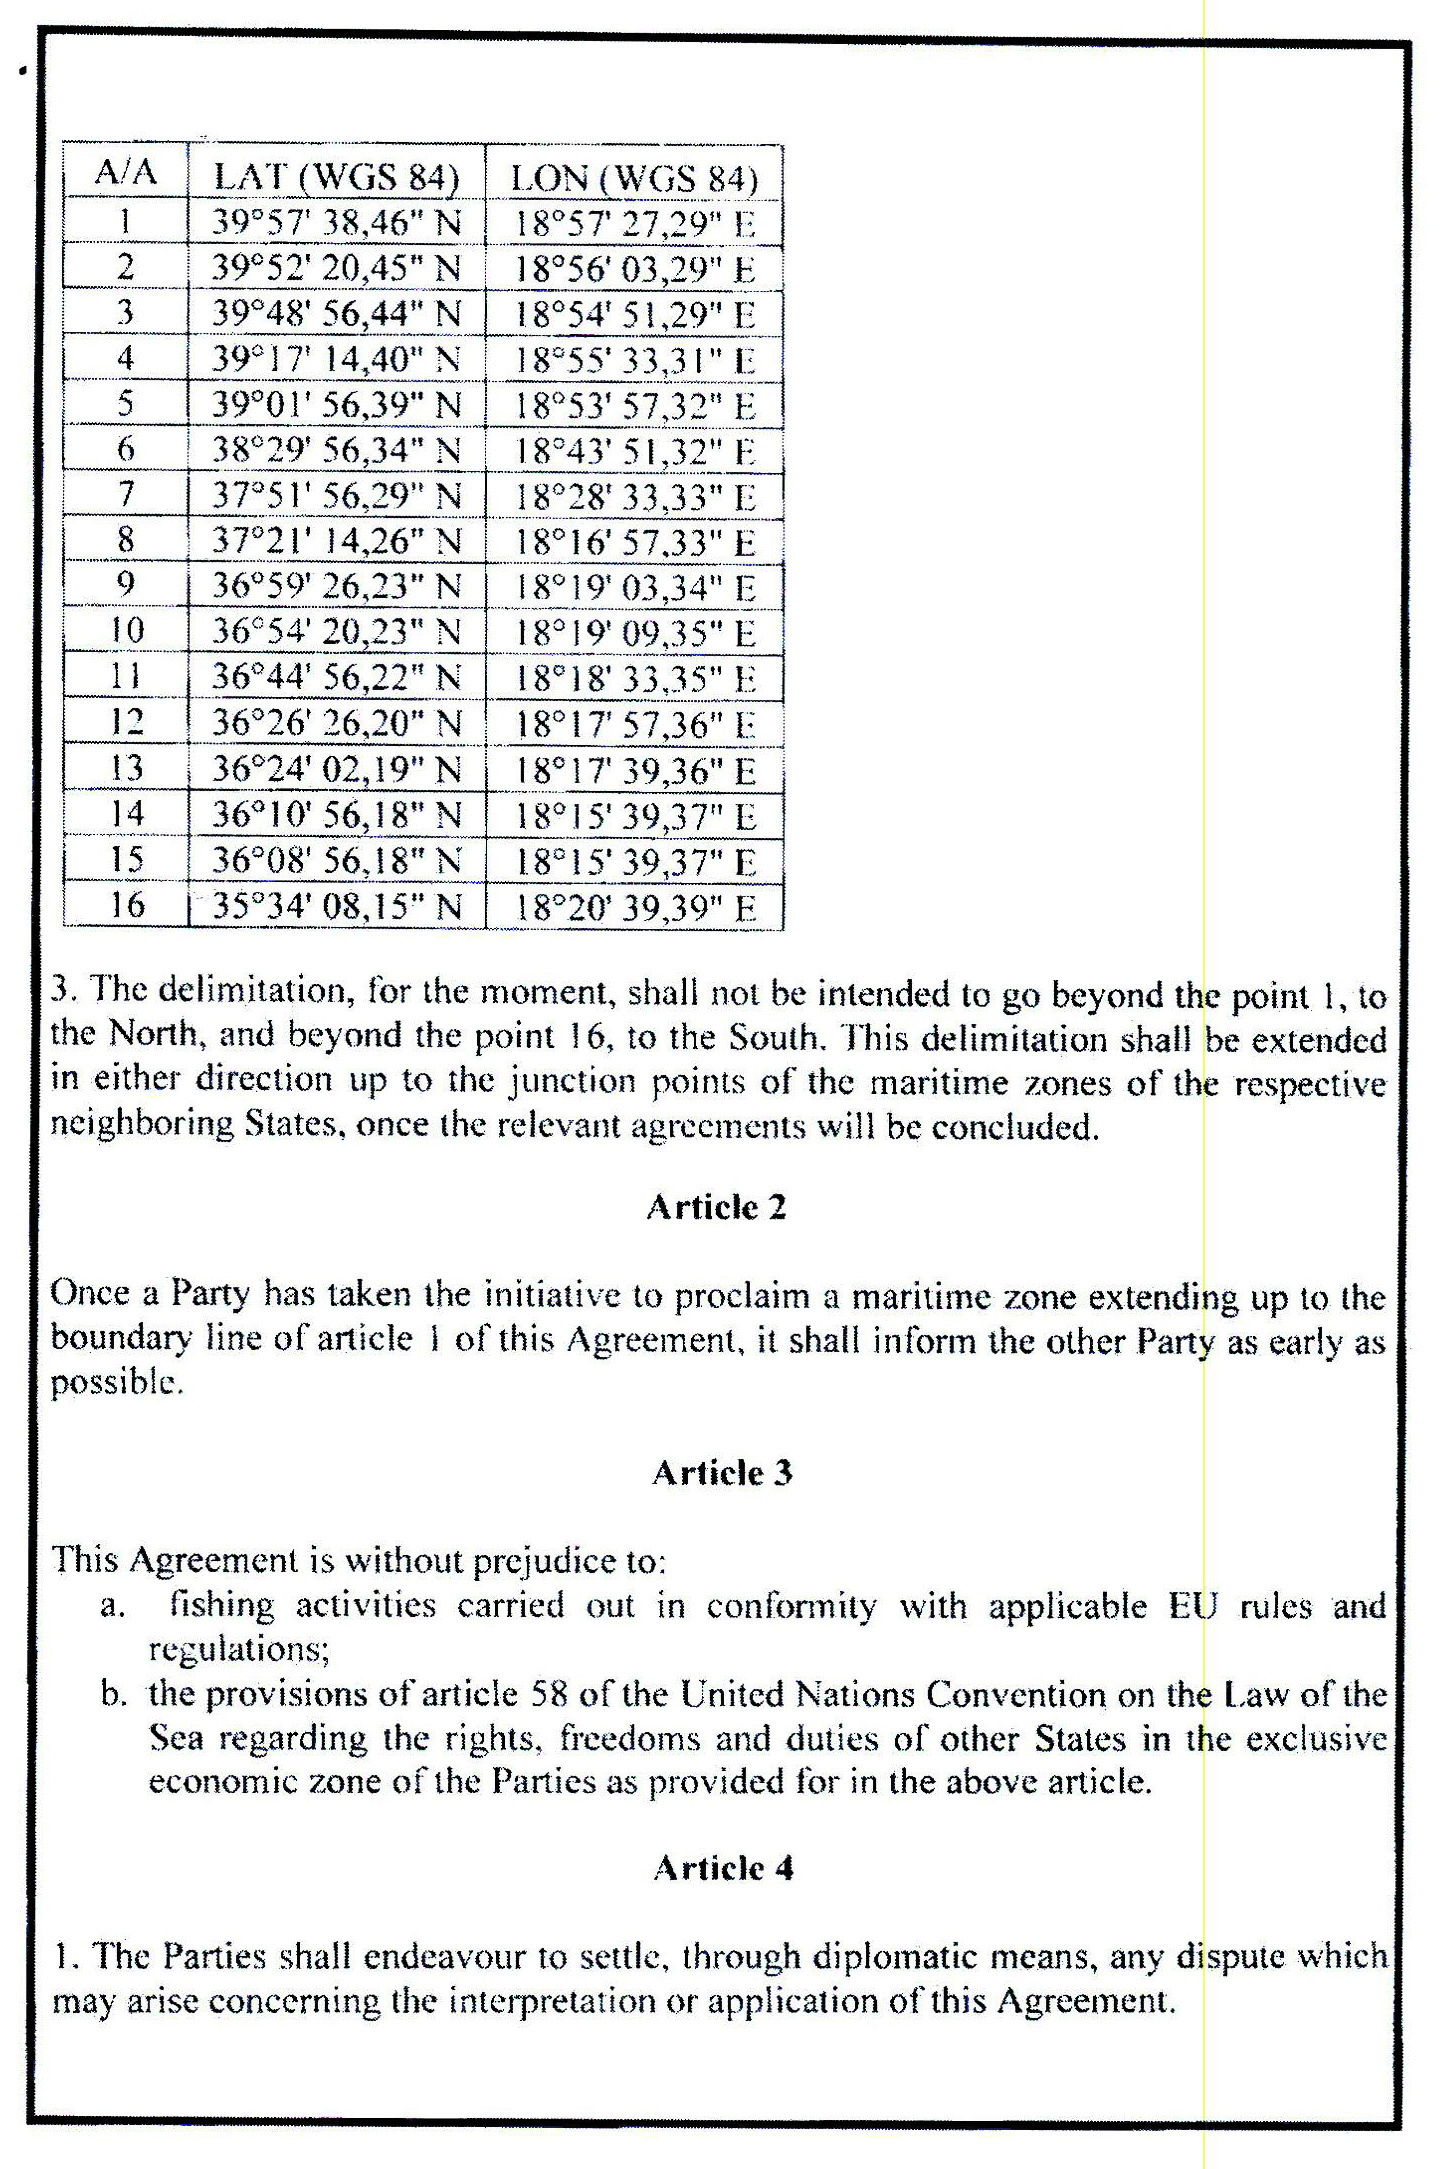 A/A LAT (WGS 84) LON (WGS 84)
1 39°57' 38,46" N 18°57' 27,29" E
2 39°52' 20,45" N 18°56' 03,29" E
3 39°48' 56,44" N 18°54' 51,29" E
4 39°17' 14,40" N 18°55' 33,31" E
5 39°01' 56,39" N 18°53' 57,32" E
6 38°29' 56,34" N 18°43' 51,32" E
7 37°51' 56,29" N 18°28' 33,33" E
8 37°21' 14,26" N 18°16' 57,33" E
9 36°59' 26,23" N 18°19' 03,34" E
10 36°54' 20,23" N 18°19' 09,35" E
11 36°44' 56,22" N 18°18' 33,35" E
12 36°26' 26,20" N 18°17' 57,36" E
13 36°24' 02,19" N 18°17' 39,36" E
14 36°10' 56,18" N 18°15' 39,37" E
15 36°08' 56,18" N 18°15' 39,37" E
16 35°34' 08,15" N 18°20' 39,39" E
3. The delimitation, for the moment, shall not be intended to go beyond the point 1, to
the North, and beyond the point 16, to the South. This delimitation shall be extended
in either direction up to the junction points of the maritime zones of the respective
neighboring States, once the relevant agreements will be concluded.
Article 2
Once a Party has taken the initiative to proclaim a maritime zone extending up to the
boundary line of article 1 of this Agreement, it shall inform the other Party as early as
possible.
Article 3
This Agreement is without prejudice to:
a. fishing activities carried out in conformity with applicable EU rules and
regulations;
b. the provisions of article 58 of the United Nations Convention on the Law of the
Sea regarding the rights, freedoms and duties of other States in the exclusive
economic zone of the Parties as provided for in the above article.
Article 4
1. The Parties shall endeavour to settle, through diplomatic means, any dispute which
may arise concerning the interpretation or application of this Agreement.